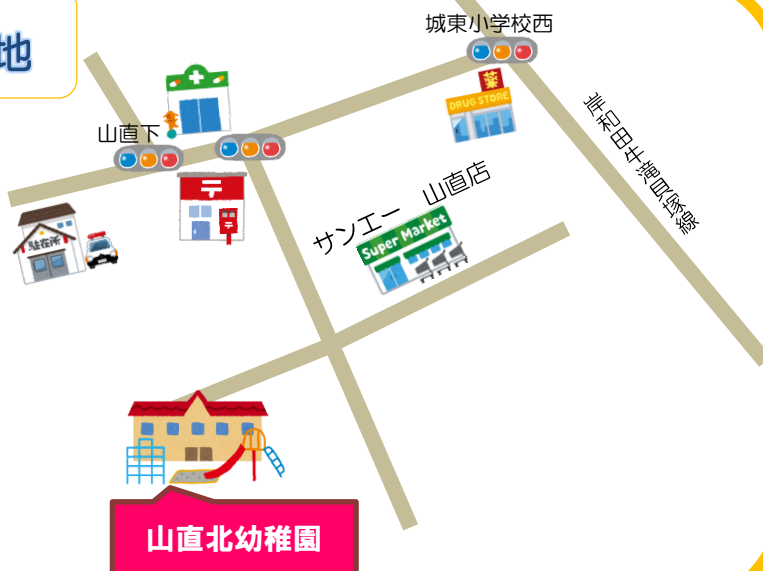 地
城東小学校西
薬
DRUG STORE
山直下
岸和田牛滝貝塚線
〒
サンエー 山直店
Super Market
駐在所
〒
山直北幼稚園